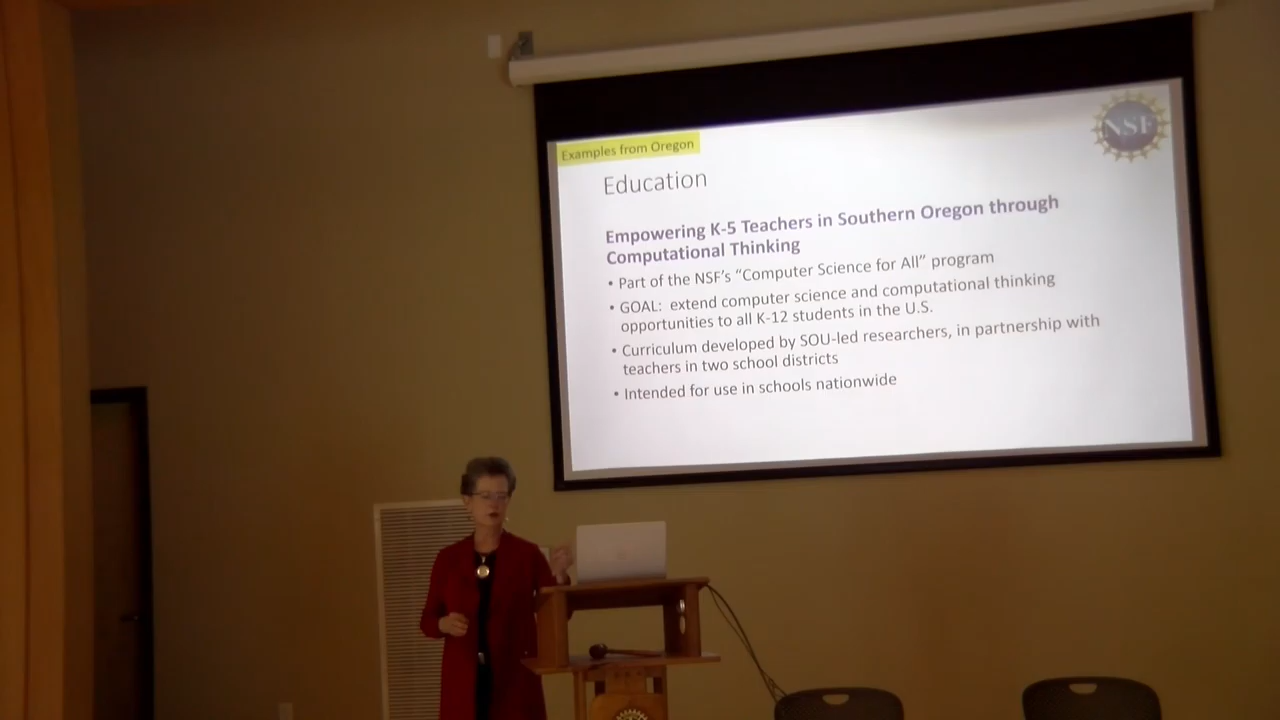 Examples from Oregon
NSF
Education
Empowering K-5 Teachers in Southern Oregon through
Computational Thinking
• Part of the NSF's “Computer Science for All” program
• GOAL: extend computer science and computational thinking
opportunities to all K-12 students in the U.S.
• Curriculum developed by SOU-led researchers, in partnership with
teachers in two school districts
• Intended for use in schools nationwide